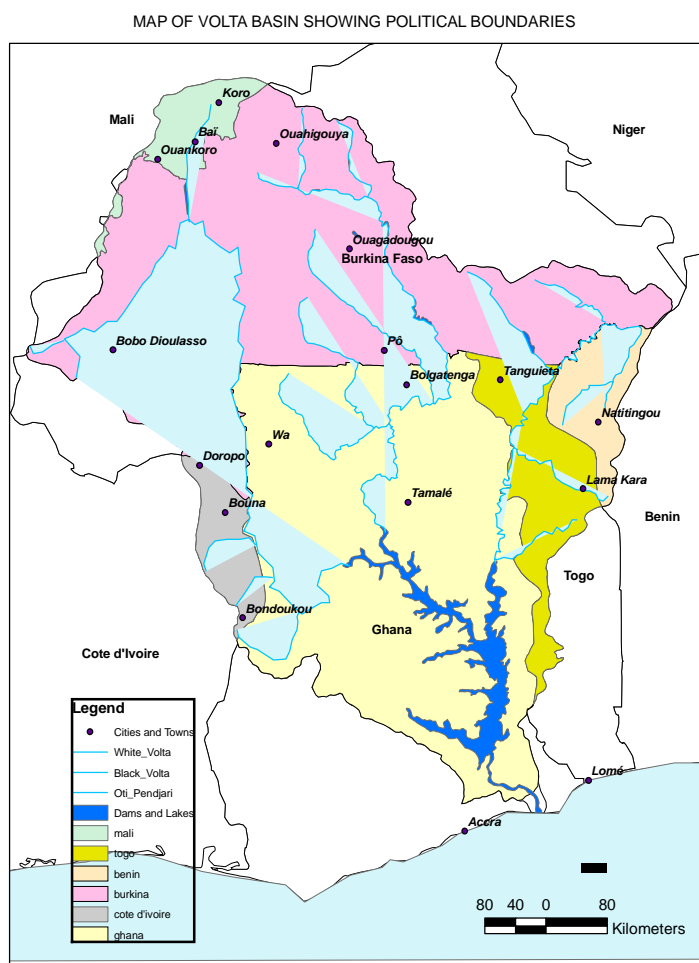 MAP OF VOLTA BASIN SHOWING POLITICAL BOUNDARIES
Koro
Mali
Niger
Baï
Ouahigouya
Ouankoro
Ouagadougou
Burkina Faso
Bobo Dioulasso
Pô
Tanguieta
Bolgatenga
Natitingou
Wa
Doropo
Lama Kara
Bouna
Tamalé
Benin
Togo
Bondoukou
Ghana
Cote d'Ivoire
Legend
Cities and Towns
White_Volta
Black_Volta
Oti_Pendjari
Dams and Lakes
mali
togo
benin
burkina
cote d'ivoire
ghana
Lomé
Accra
80 40 0 80
Kilometers